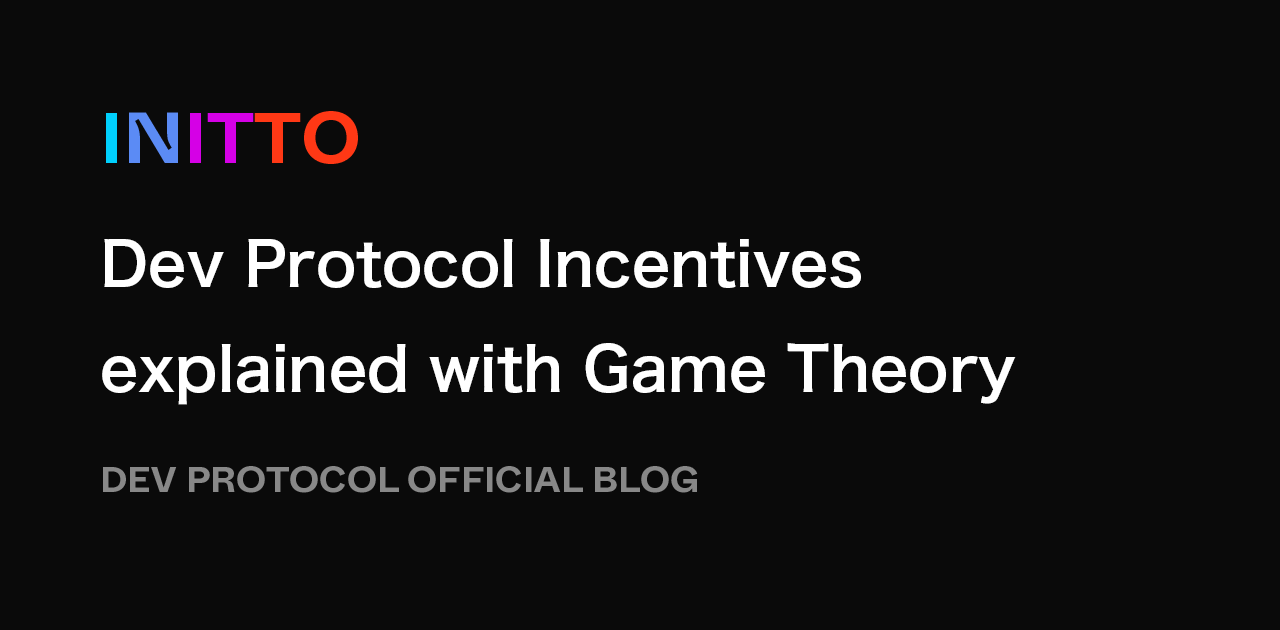 INITTO
Dev Protocol Incentives
explained with Game Theory
DEV PROTOCOL OFFICIAL BLOG